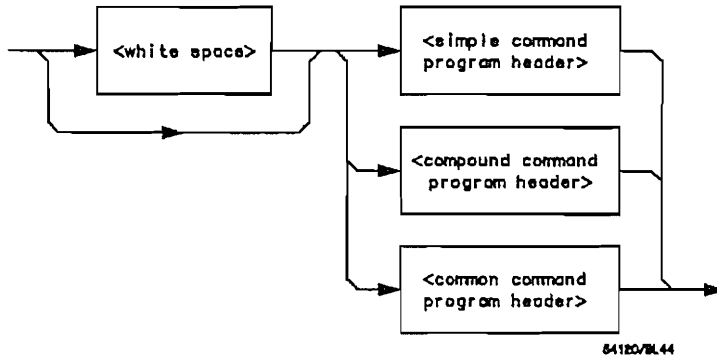 <white space>
<simple command
program header>
<compound command
program header>
<common command
program header>
54120/BL44